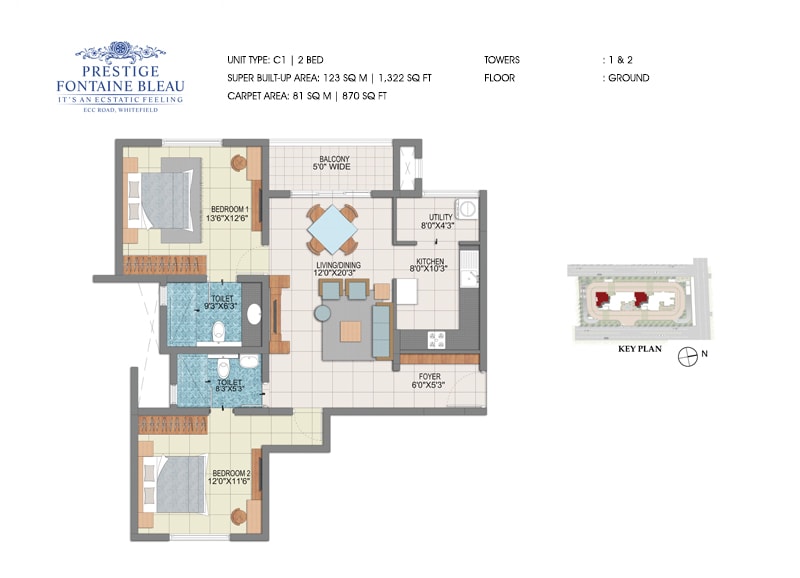 PRESTIGE
FONTAINE BLEAU
IT'S AN ECSTATIC FEELING
ECC ROAD, WHITEFIELD
UNIT TYPE: C1 | 2 BED
SUPER BUILT-UP AREA: 123 SQ M | 1,322 SQ FT
CARPET AREA: 81 SQ M | 870 SQ FT
TOWERS : 1 & 2
FLOOR : GROUND
BALCONY
5'0" WIDE
BEDROOM 1
13'6"X12'6"
UTILITY
8'0"X4'3"
LIVING/DINING
12'0"X20'3"
KITCHEN
8'0"X10'3"
TOILET
9'3"X6'3"
FOYER
6'0"X5'3"
TOILET
8'3"X5'3"
BEDROOM 2
12'0"X11'6"
KEY PLAN
N